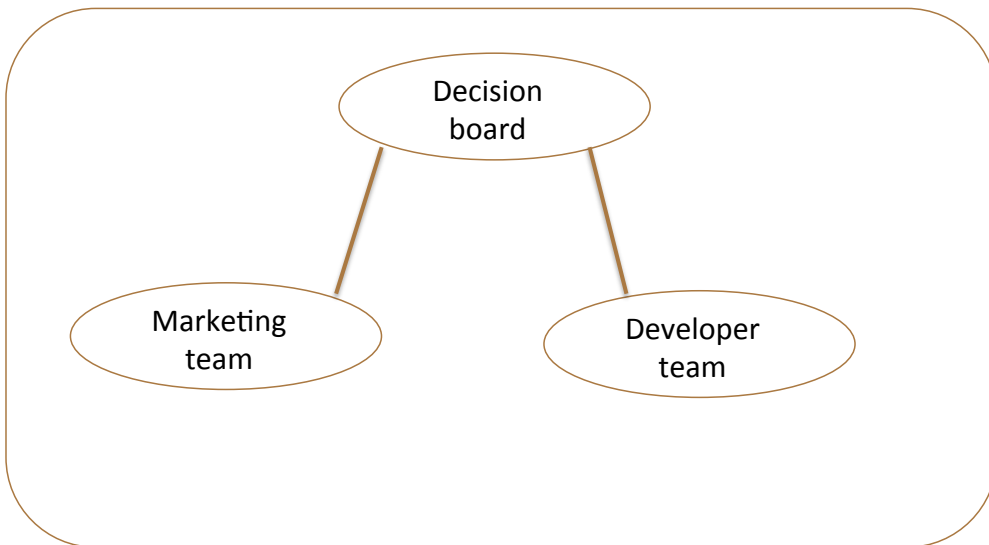 Decision
board
Marketing
team
Developer
team